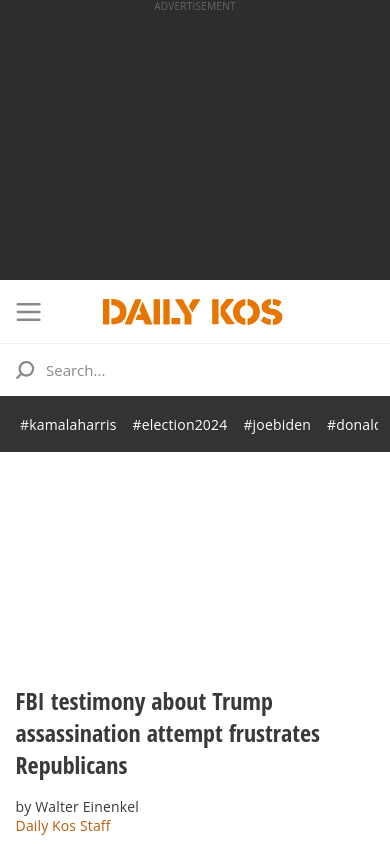 ADVERTISEMENT
DAILY KOS
Search...
#kamalaharris #election2024 #joebiden #donald
FBI testimony about Trump
assassination attempt frustrates
Republicans
by Walter Einenkel
Daily Kos Staff